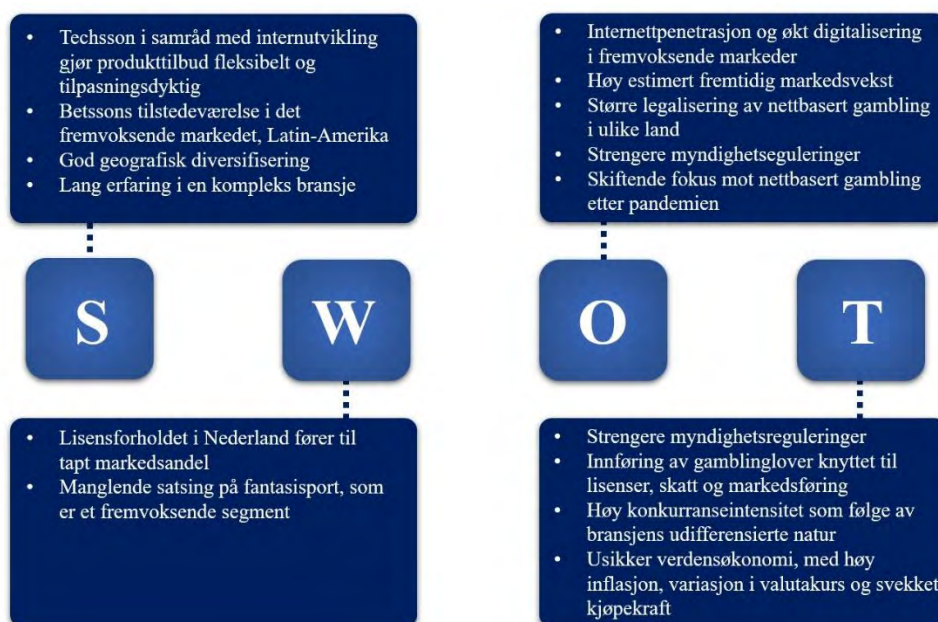 • Techsson i samråd med internutvikling
gjør produkttilbud fleksibelt og
tilpasningsdyktig
• Betssons tilstedeværelse i det
fremvoksende markedet, Latin-Amerika
• God geografisk diversifisering
• Lang erfaring i en kompleks bransje
• Internettpenetrasjon og økt digitalisering
i fremvoksende markeder
• Høy estimert fremtidig markedsvekst
• Større legalisering av nettbasert gambling
i ulike land
• Strengere myndighetseguleringer
• Skiftende fokus mot nettbasert gambling
etter pandemien
S
W
O
T
• Lisensforholdet i Nederland fører til
tapt markedsandel
• Manglende satsing på fantasisport, som
er et fremvoksende segment
• Strengere myndighetsreguleringer
• Innføring av gamblinglover knyttet til
lisenser, skatt og markedsføring
• Høy konkurranseintensitet som følge av
bransjens udifferensierte natur
• Usikker verdensøkonomi, med høy
inflasjon, variasjon i valutakurs og svekket
kjøpekraft